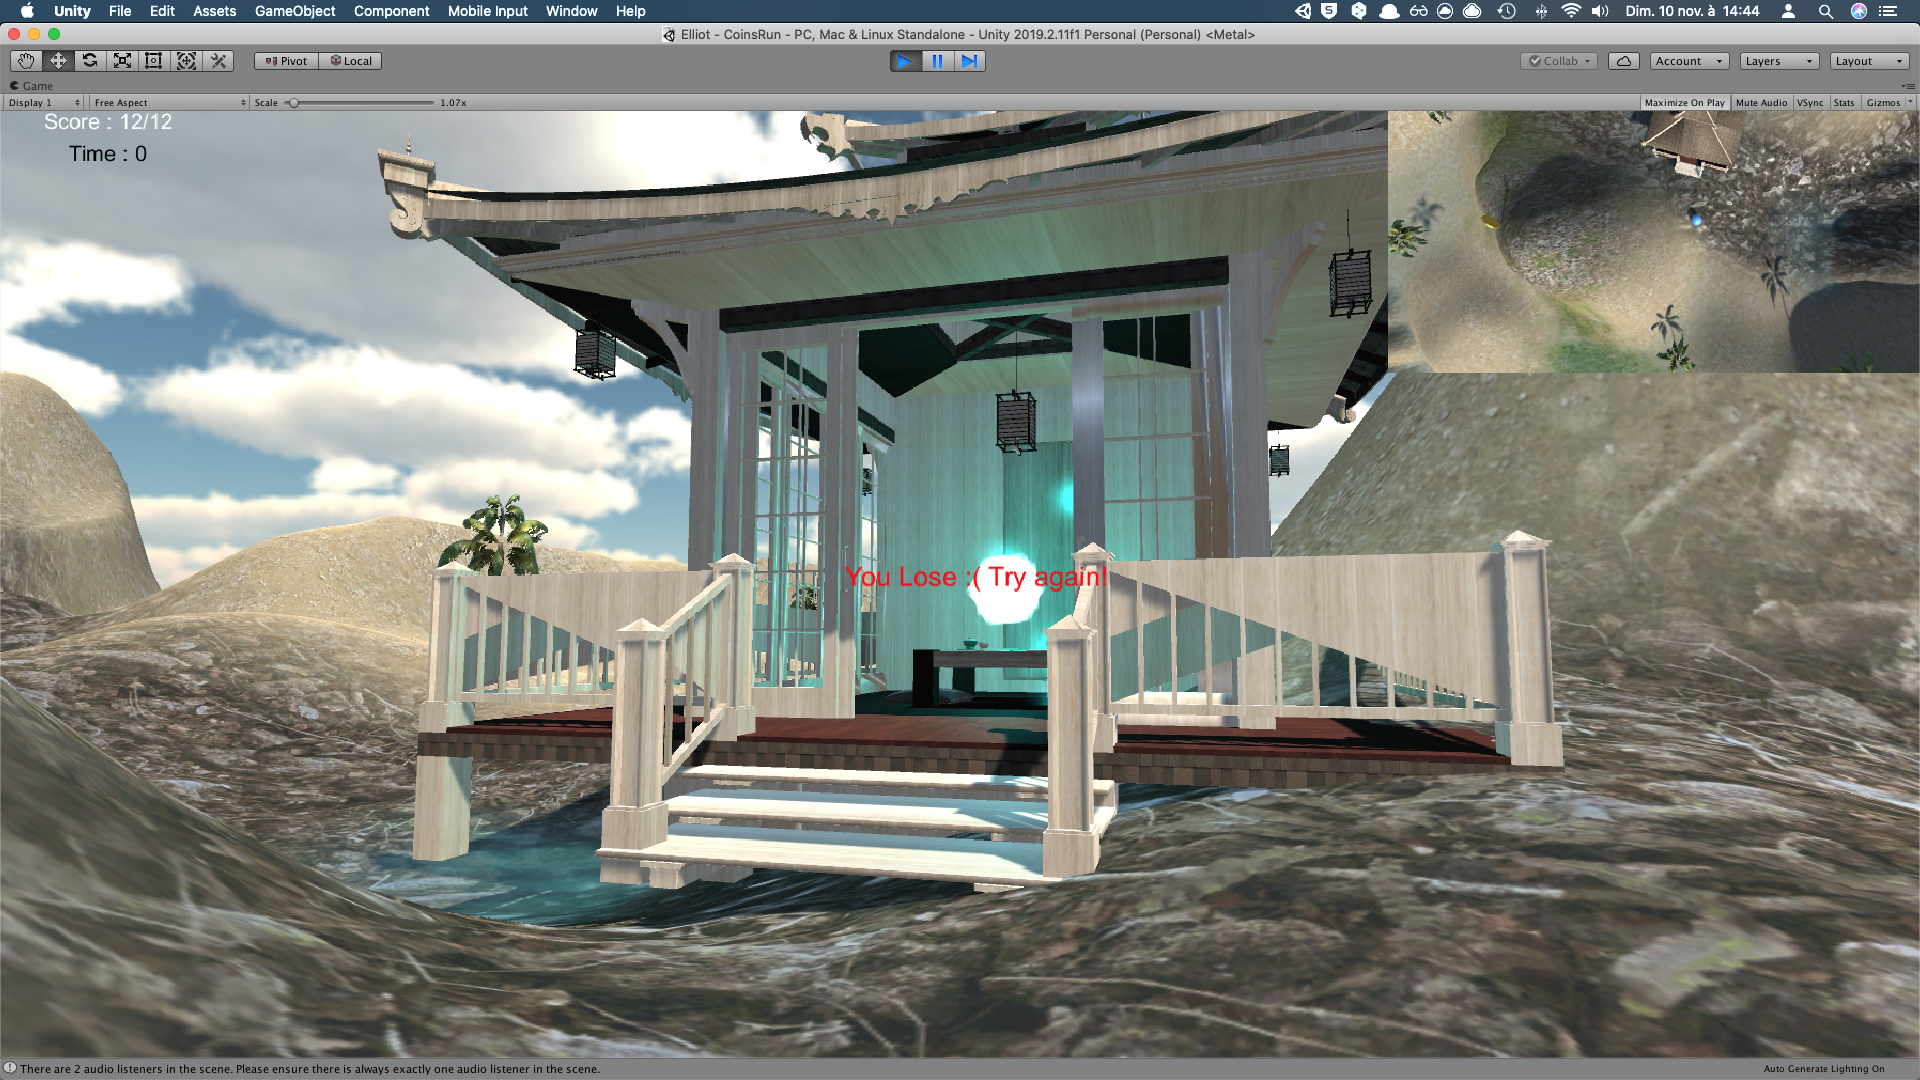 Unity File Edit Assets GameObject Component Mobile Input Window Help Dim. 10 nov. à 14:44
Elliot - CoinsRun - PC, Mac & Linux Standalone - Unity 2019.2.11f1 Personal (Personal) <Metal>
Pivot Local Collab Account Layers Layout
Game
Display 1 Free Aspect Scale 1.07x Maximize On Play Mute Audio VSync Stats Gizmos
Score : 12/12
Time : 0
You Lose :( Try again!
There are 2 audio listeners in the scene. Please ensure there is always exactly one audio listener in the scene. Auto Generate Lighting On